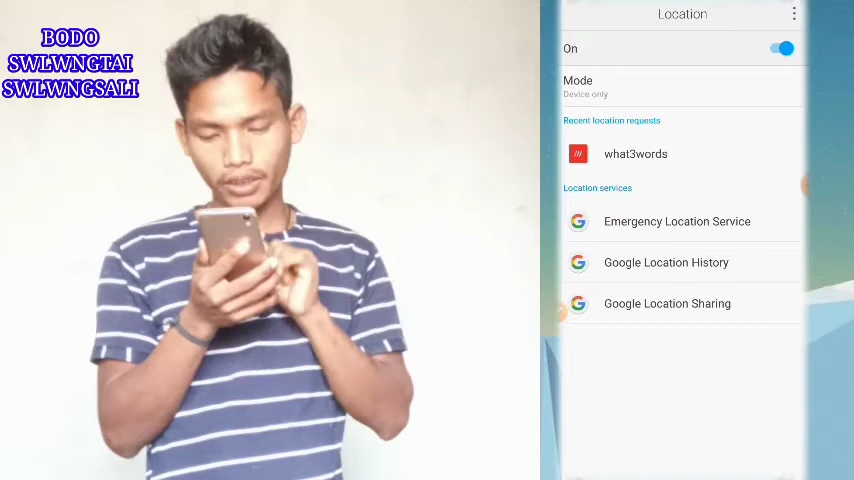 BODO
SWLWNGTAI
SWLWNGSALI
Location
On
Mode
Device only
Recent location requests
what3words
Location services
Emergency Location Service
Google Location History
Google Location Sharing